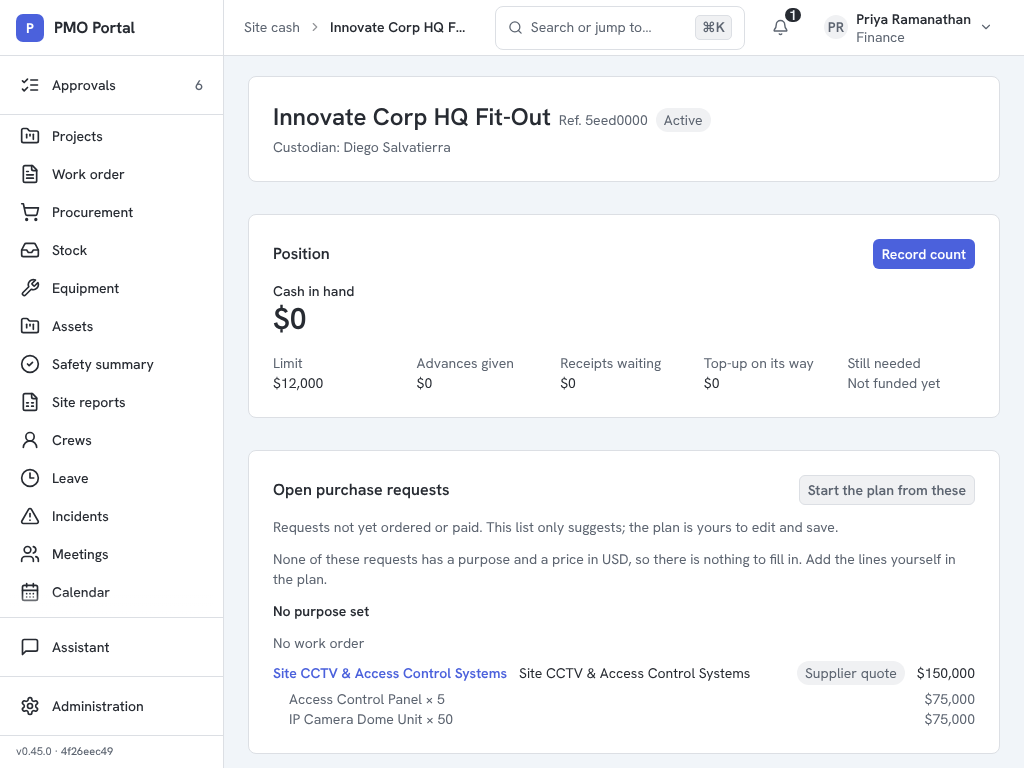 P PMO Portal
Site cash > Innovate Corp HQ F...
Search or jump to... ⌘K
1
PR Priya Ramanathan
Finance
Approvals 6
Projects
Work order
Procurement
Stock
Equipment
Assets
Safety summary
Site reports
Crews
Leave
Incidents
Meetings
Calendar
Assistant
Administration
v0.45.0 · 4f26eec49
Innovate Corp HQ Fit-Out Ref. 5eed0000 Active
Custodian: Diego Salvatierra
Position Record count
Cash in hand
$0
Limit Advances given Receipts waiting Top-up on its way Still needed
$12,000 $0 $0 $0 Not funded yet
Open purchase requests Start the plan from these
Requests not yet ordered or paid. This list only suggests; the plan is yours to edit and save.
None of these requests has a purpose and a price in USD, so there is nothing to fill in. Add the lines yourself in
the plan.
No purpose set
No work order
Site CCTV & Access Control Systems Site CCTV & Access Control Systems Supplier quote $150,000
Access Control Panel × 5 $75,000
IP Camera Dome Unit × 50 $75,000